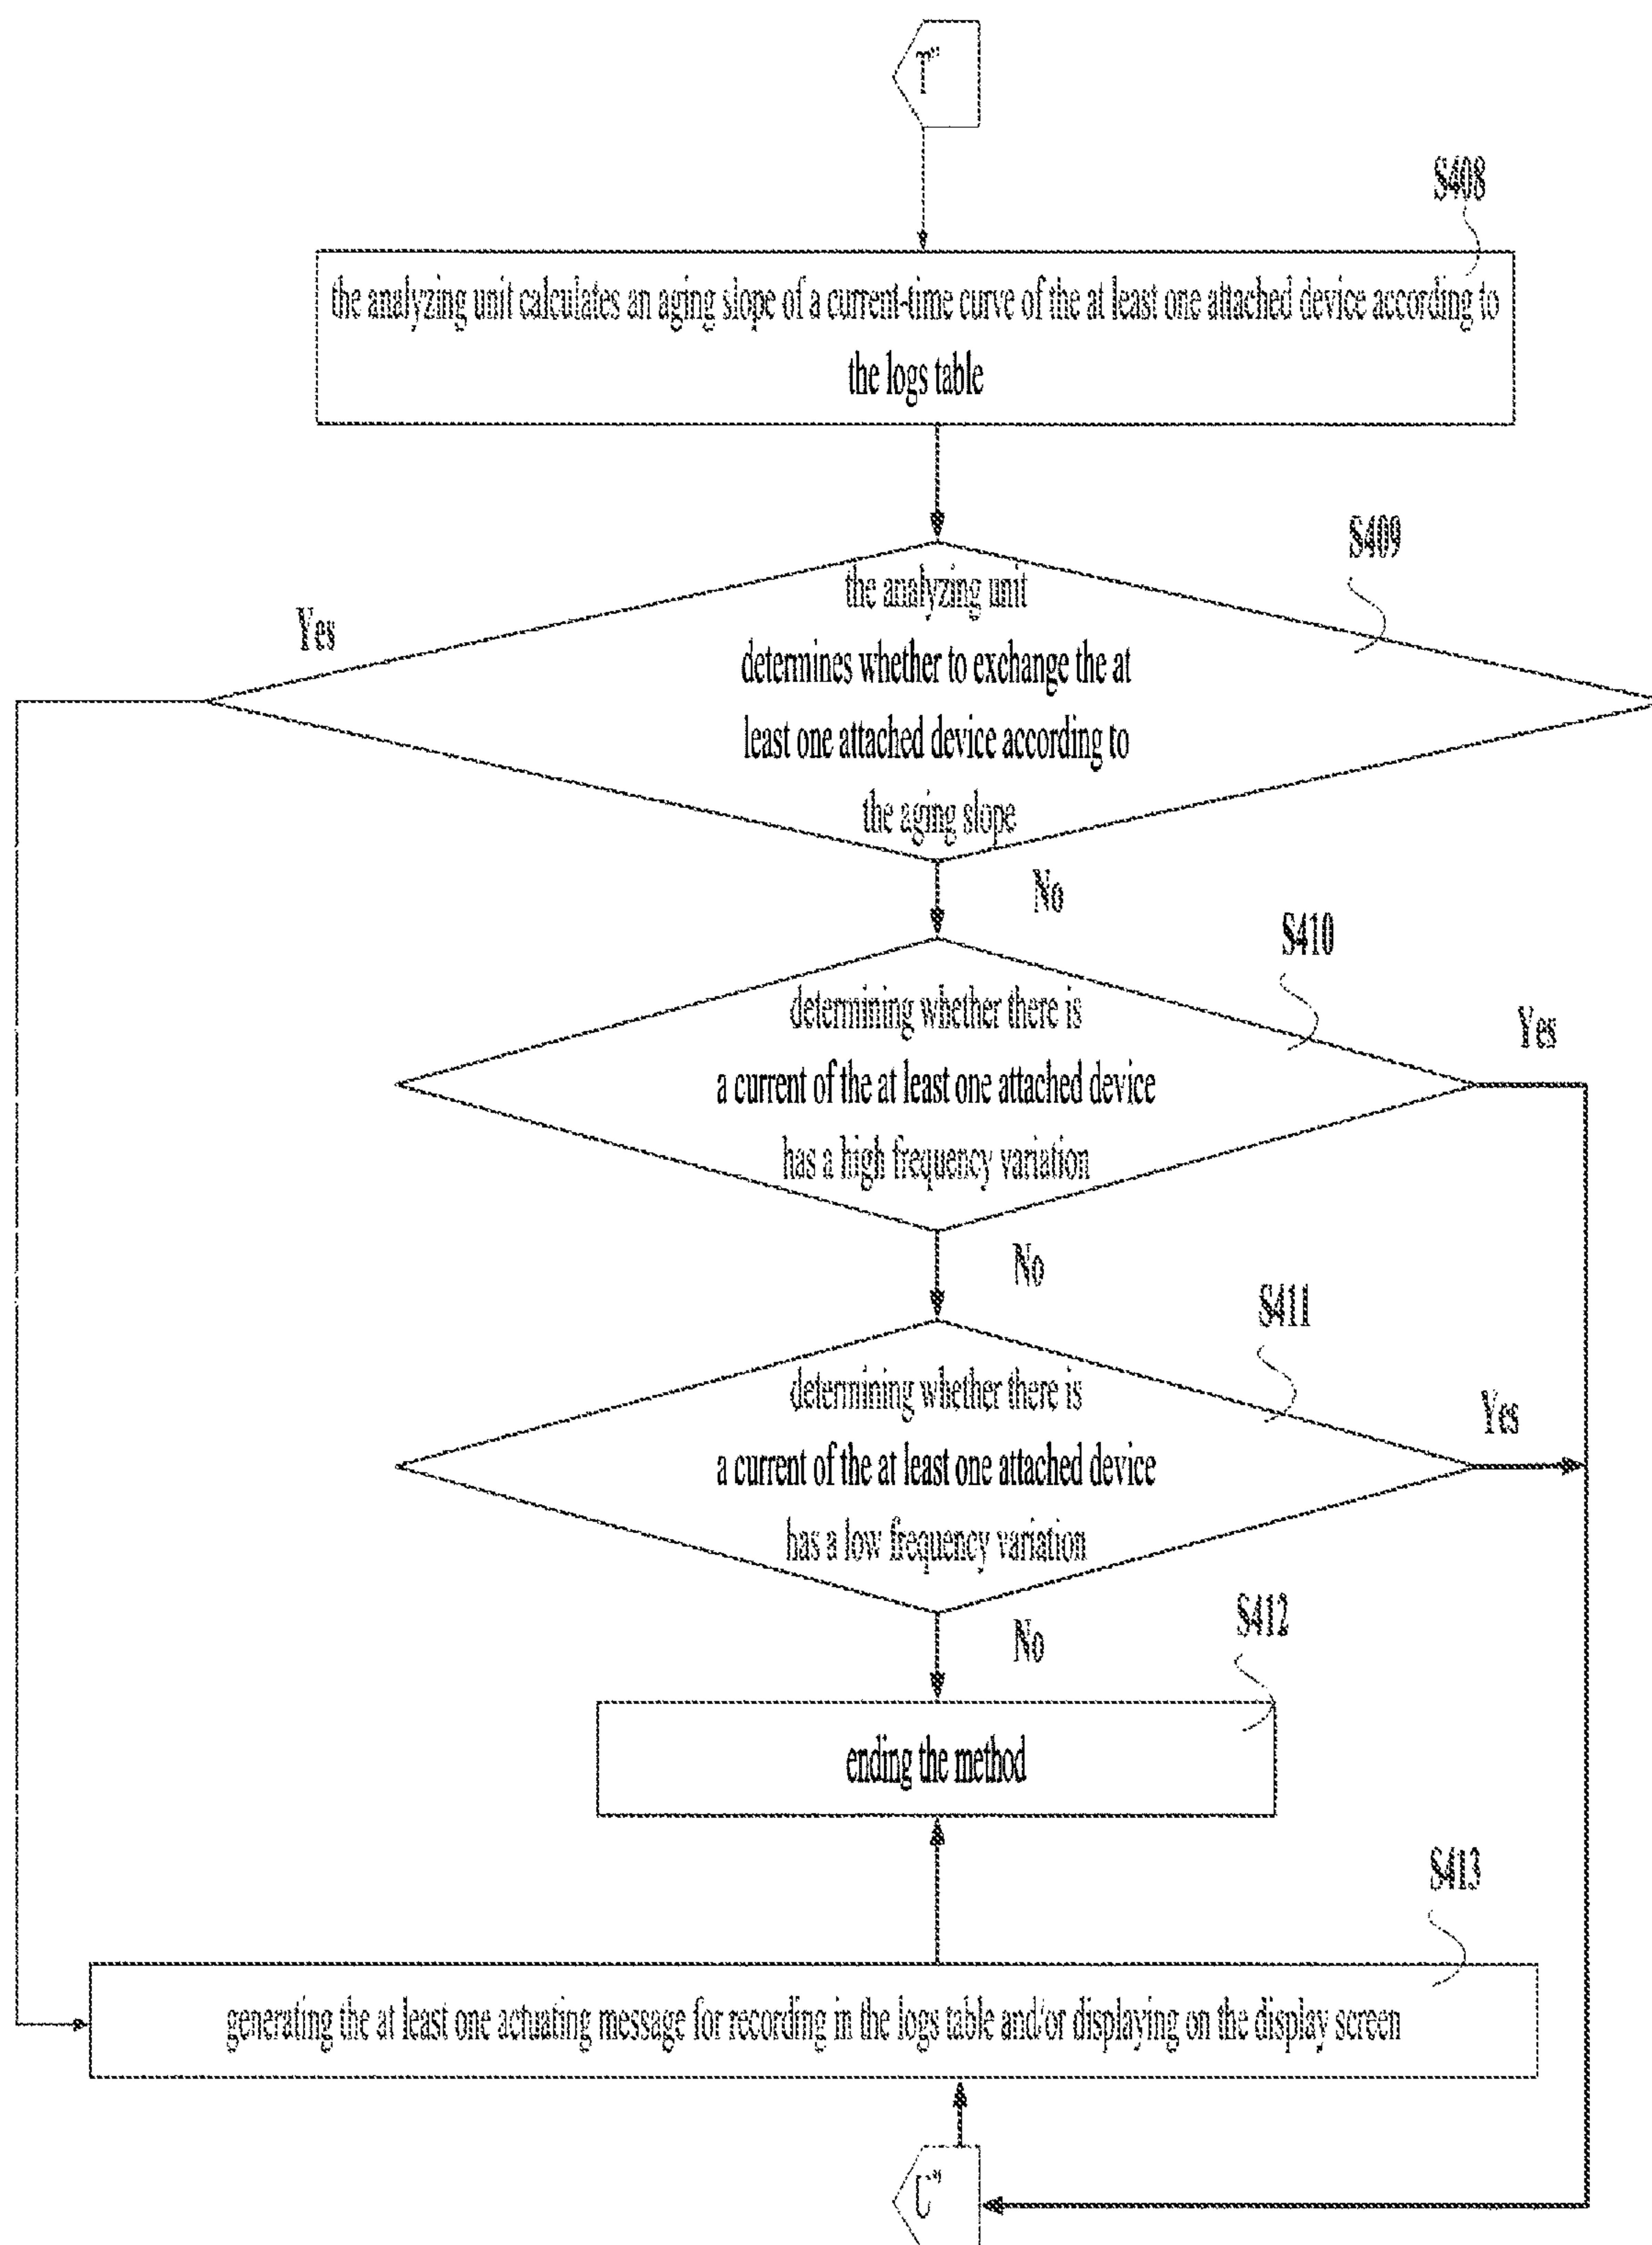 T"
S408
the analyzing unit calculates an aging slope of a current-time curve of the at least one attached device according to
the logs table
S409
Yes
the analyzing unit
determines whether to exchange the at
least one attached device according to
the aging slope
No
S410
determining whether there is
a current of the at least one attached device
has a high frequency variation
Yes
No
S411
determining whether there is
a current of the at least one attached device
has a low frequency variation
Yes
No
S412
ending the method
S413
generating the at least one actuating message for recording in the logs table and/or displaying on the display screen